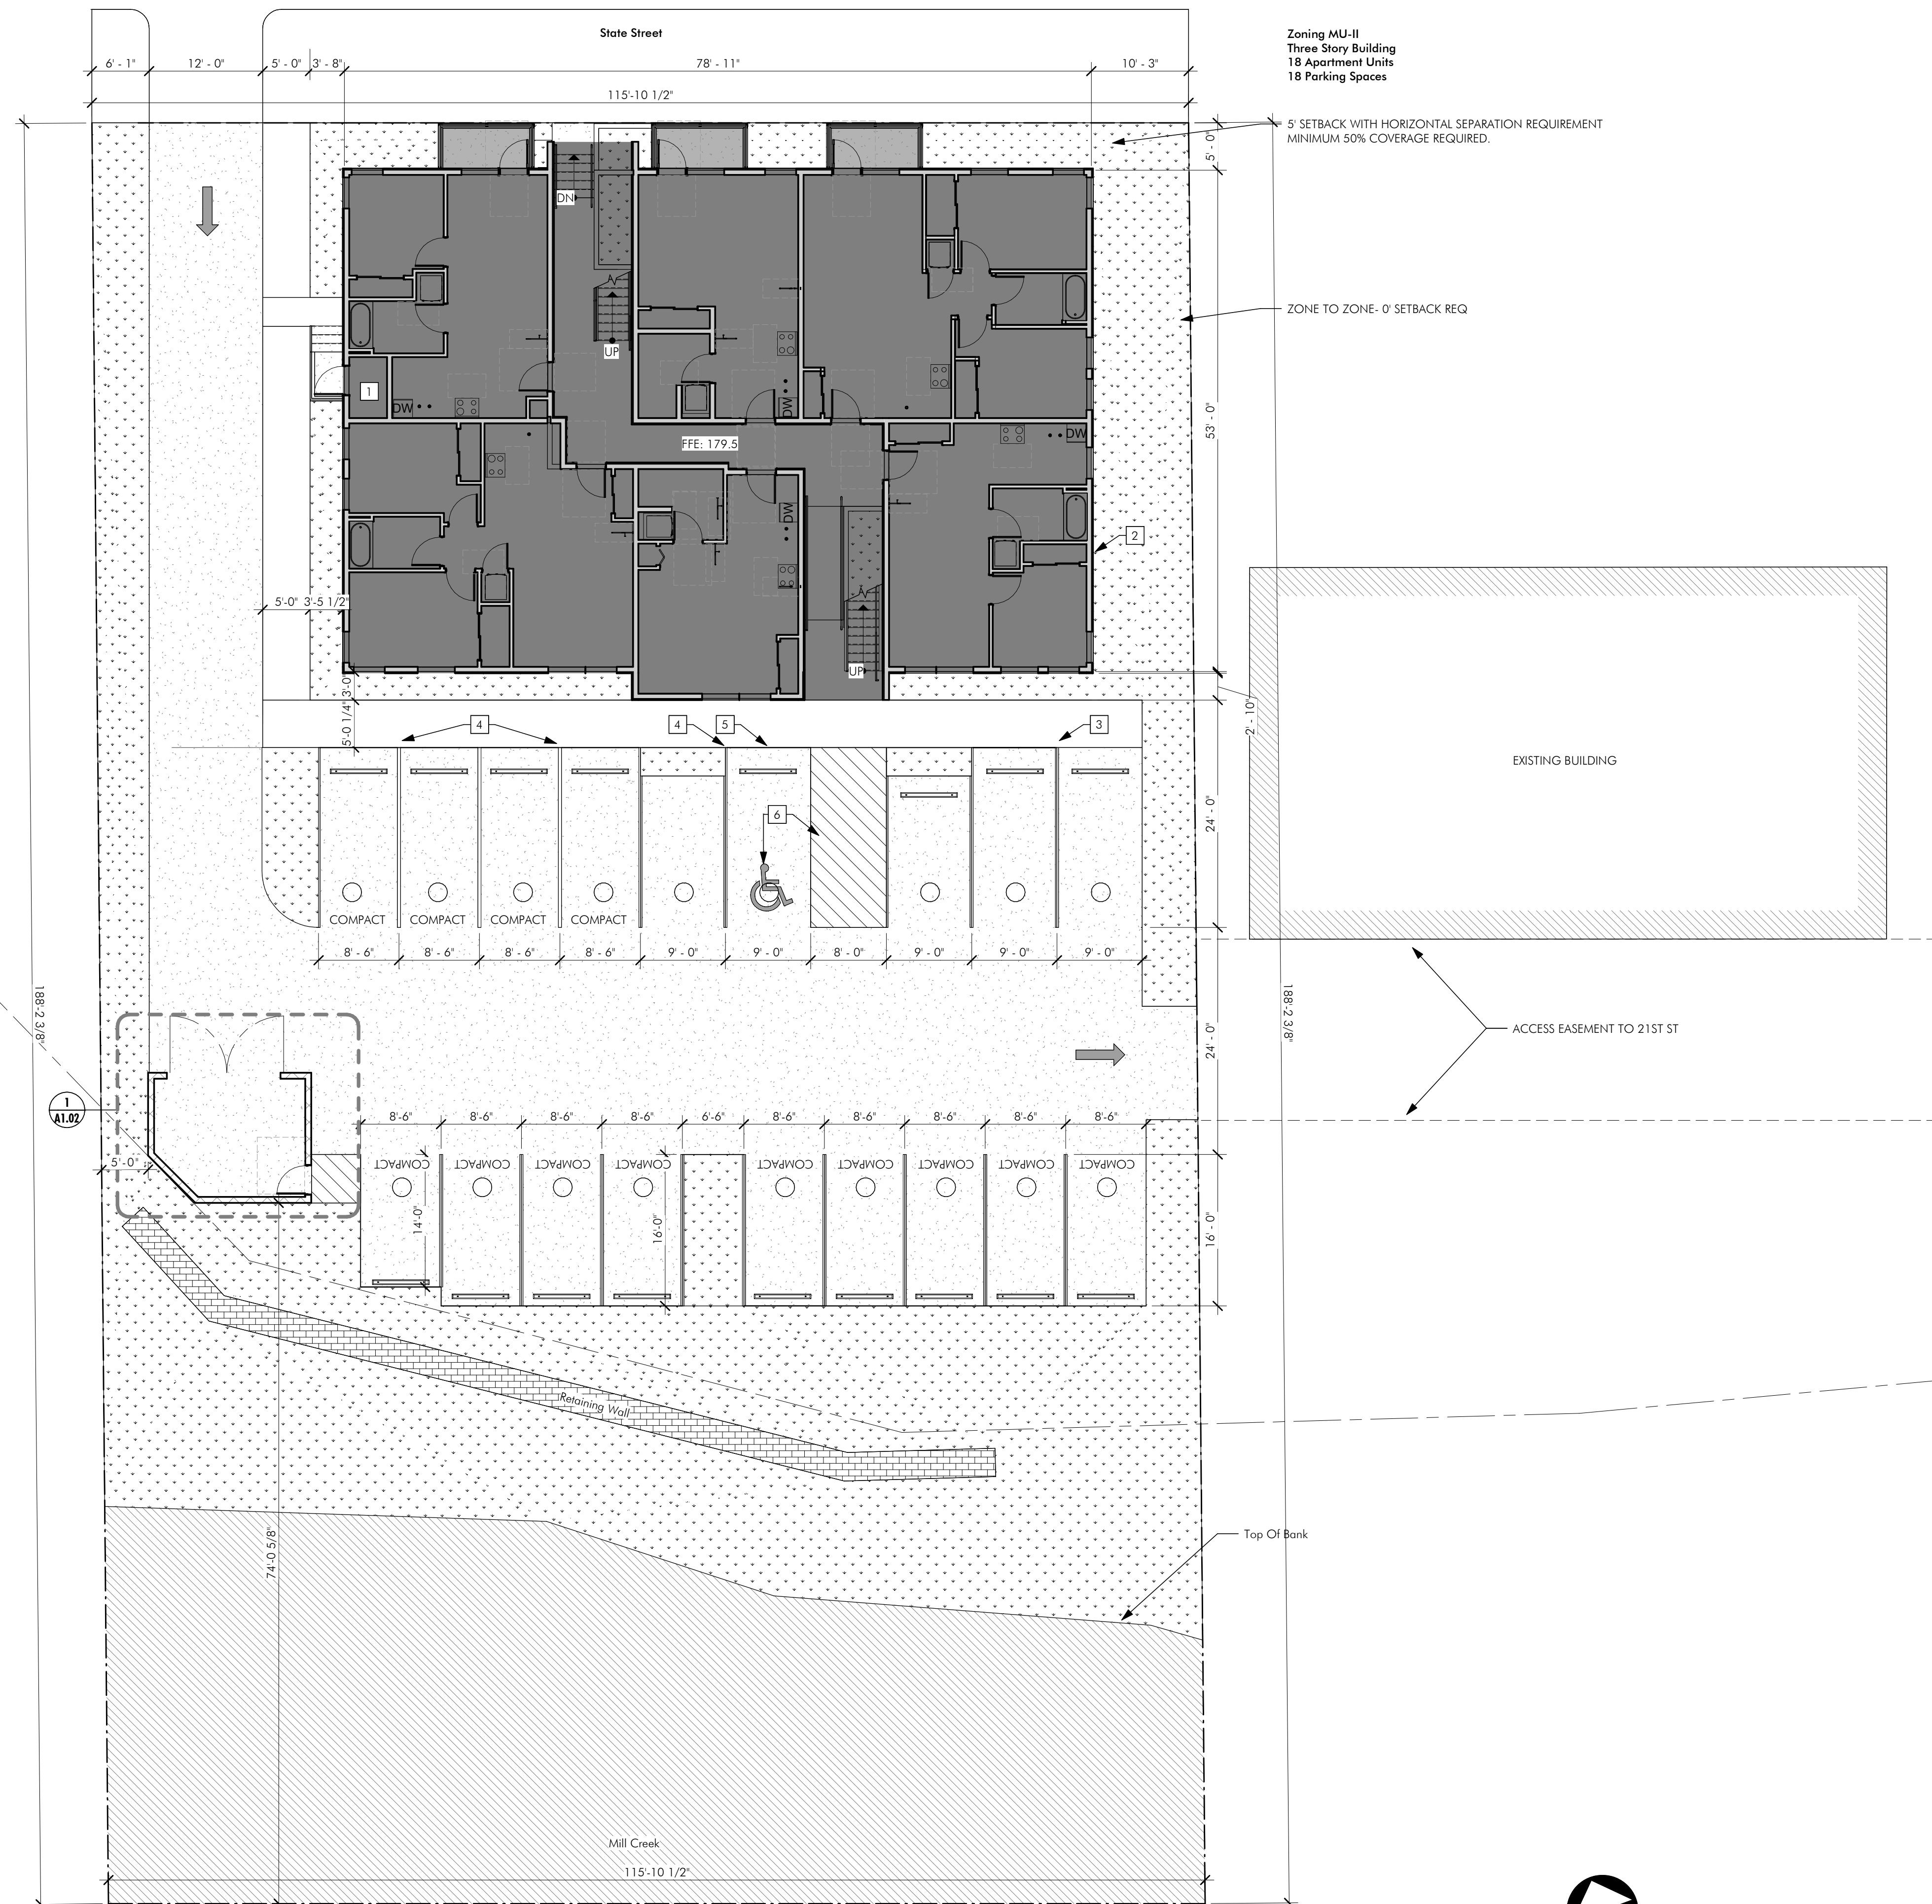 State Street
Zoning MU-II
Three Story Building
18 Apartment Units
18 Parking Spaces
6' - 1"
12' - 0"
5' - 0"
3' - 8"
78' - 11"
10' - 3"
115'-10 1/2"
5' SETBACK WITH HORIZONTAL SEPARATION REQUIREMENT
MINIMUM 50% COVERAGE REQUIRED.
5' - 0"
DN
ZONE TO ZONE- 0' SETBACK REQ
UP
1
DW
DW
53' - 0"
FFE: 179.5
DW
DW
2
5'-0"
3'-5 1/2"
UP
3'-0"
5'-0 1/4"
2' - 10"
4
4
5
3
EXISTING BUILDING
6
24' - 0"
COMPACT
COMPACT
COMPACT
COMPACT
8' - 6"
8' - 6"
8' - 6"
8' - 6"
9' - 0"
9' - 0"
8' - 0"
9' - 0"
9' - 0"
9' - 0"
188'-2 3/8"
188'-2 3/8"
24' - 0"
ACCESS EASEMENT TO 21ST ST
1
A1.02
8'-6"
8'-6"
8'-6"
8'-6"
6'-6"
8'-6"
8'-6"
8'-6"
8'-6"
8'-6"
5'-0"
COMPACT
COMPACT
COMPACT
COMPACT
COMPACT
COMPACT
COMPACT
COMPACT
COMPACT
14'-0"
16'-0"
16' - 0"
Retaining Wall
74'-0 5/8"
Top Of Bank
Mill Creek
115'-10 1/2"